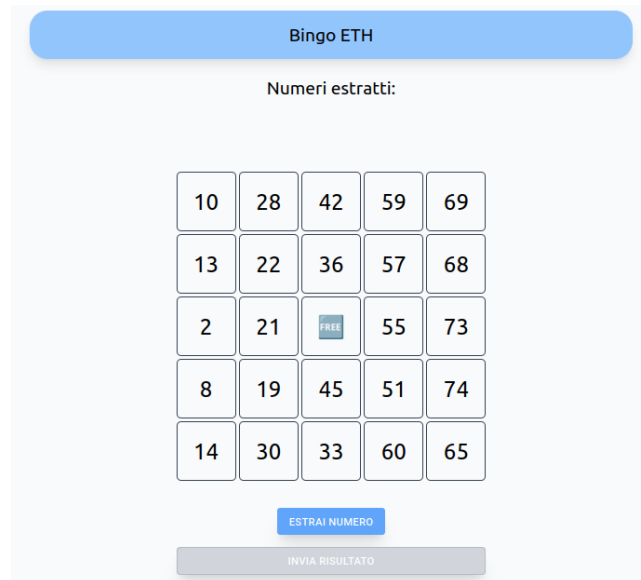 Bingo ETH
Numeri estratti:
10 28 42 59 69
13 22 36 57 68
2 21 FREE 55 73
8 19 45 51 74
14 30 33 60 65
ESTRAI NUMERO
INVIA RISULTATO